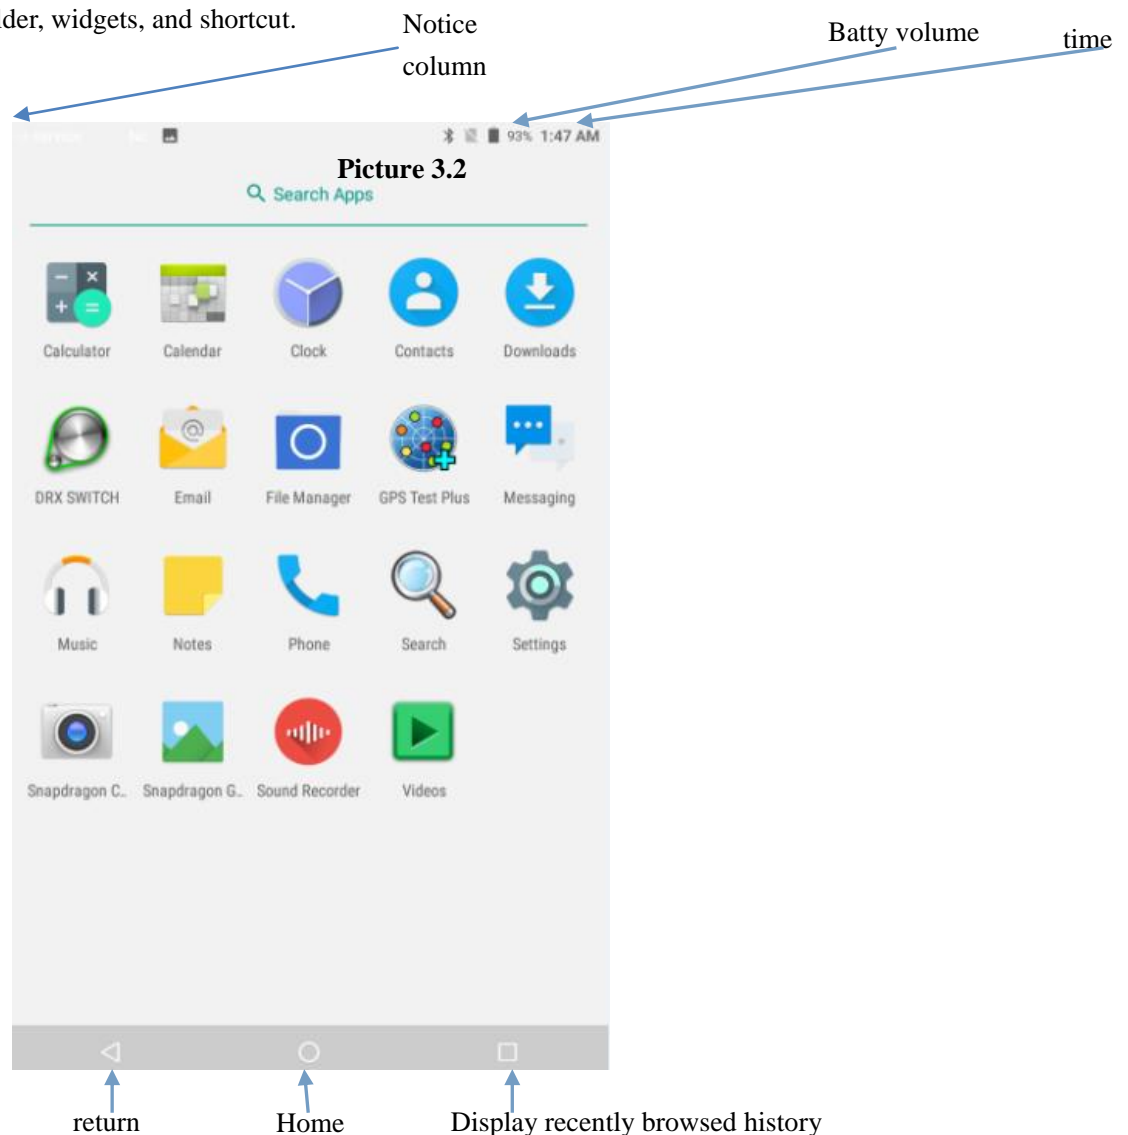 lder, widgets, and shortcut.
Notice
column
Batty volume
time
93% 1:47 AM
Picture 3.2
Search Apps
Calculator Calendar Clock Contacts Downloads
DRX SWITCH Email File Manager GPS Test Plus Messaging
Music Notes Phone Search Settings
Snapdragon C.. Snapdragon G.. Sound Recorder Videos
return Home Display recently browsed history